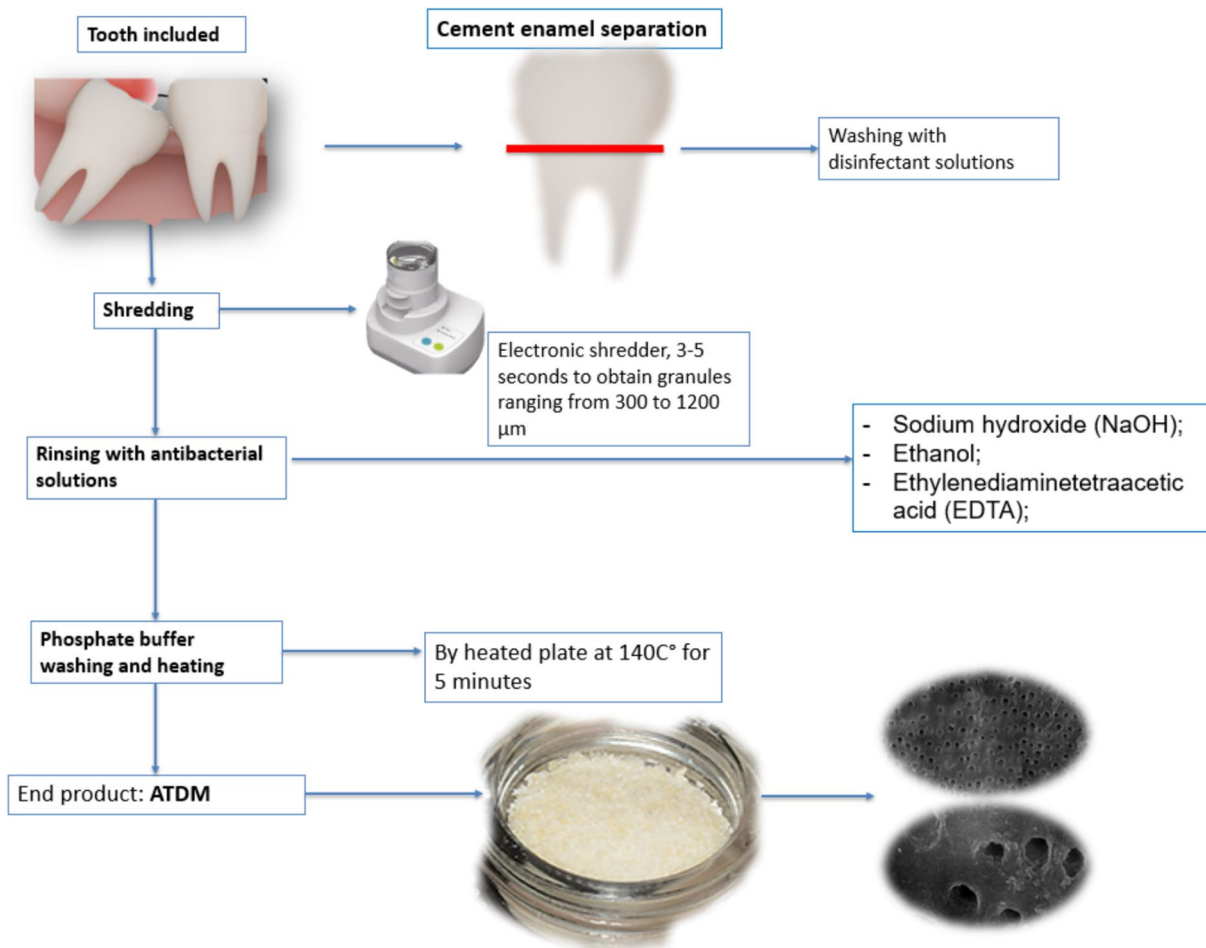 Tooth included
Cement enamel separation
Washing with
disinfectant solutions
Shredding
Electronic shredder, 3-5
seconds to obtain granules
ranging from 300 to 1200
µm
Rinsing with antibacterial
solutions
- Sodium hydroxide (NaOH);
- Ethanol;
- Ethylenediaminetetraacetic
acid (EDTA);
Phosphate buffer
washing and heating
By heated plate at 140C° for
5 minutes
End product: ATDM